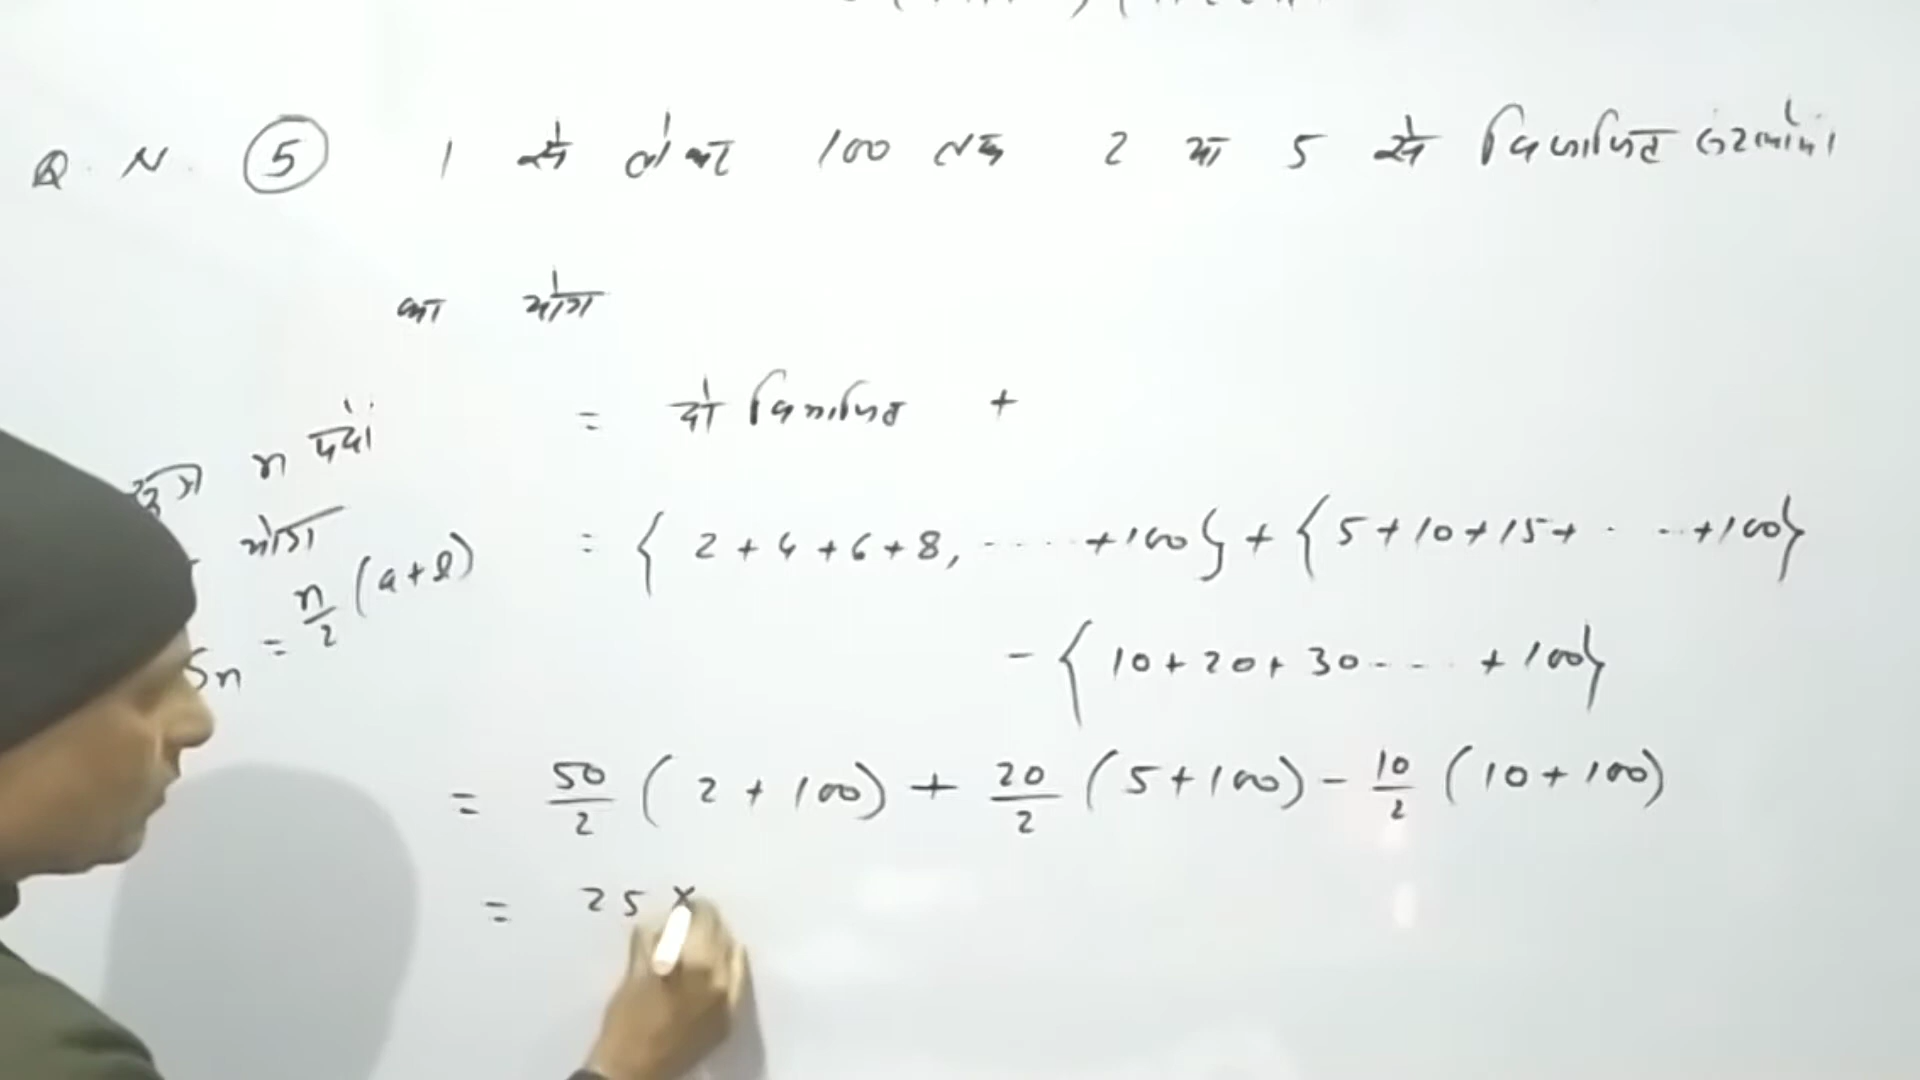 Q. N. 5 1 से लेकर 100 तक 2 या 5 से विभाजित
का योग
= से विभाजित +
= { 2 + 4 + 6 + 8, ..... + 100 } + { 5 + 10 + 15 + .... + 100 }
- { 10 + 20 + 30 ..... + 100 }
= 50/2 ( 2 + 100 ) + 20/2 ( 5 + 100 ) - 10/2 ( 10 + 100 )
= 25 ×
n पदों
योग
Sn = n/2 (a + l)